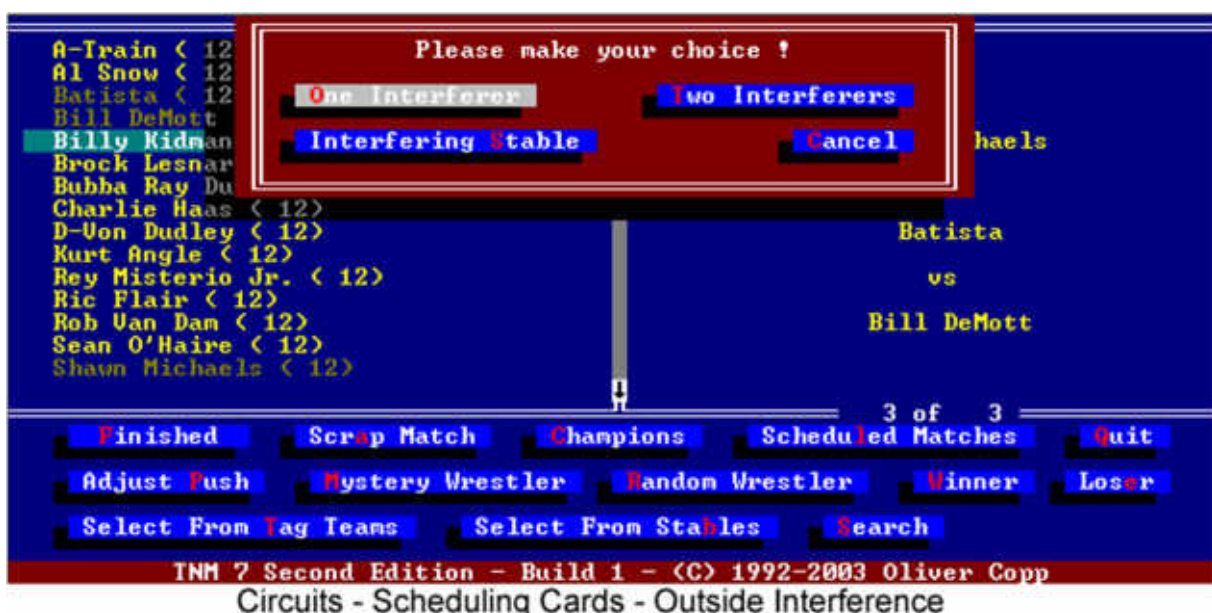 Please make your choice !
One Interferer Two Interferers
Interfering Stable Cancel
A-Train ( 12
Al Snow ( 12
Batista ( 12
Bill DeMott
Billy Kidman
Brock Lesnar
Bubba Ray Du
Charlie Haas ( 12)
D-Von Dudley ( 12)
Kurt Angle ( 12)
Rey Misterio Jr. ( 12)
Ric Flair ( 12)
Rob Van Dam ( 12)
Sean O'Haire ( 12)
Shawn Michaels ( 12)
haels
Batista
vs
Bill DeMott
3 of 3
Finished Scrap Match Champions Scheduled Matches Quit
Adjust Push Mystery Wrestler Random Wrestler Winner Loser
Select From Tag Teams Select From Stables Search
TNM 7 Second Edition - Build 1 - (C) 1992-2003 Oliver Copp
Circuits - Scheduling Cards - Outside Interference